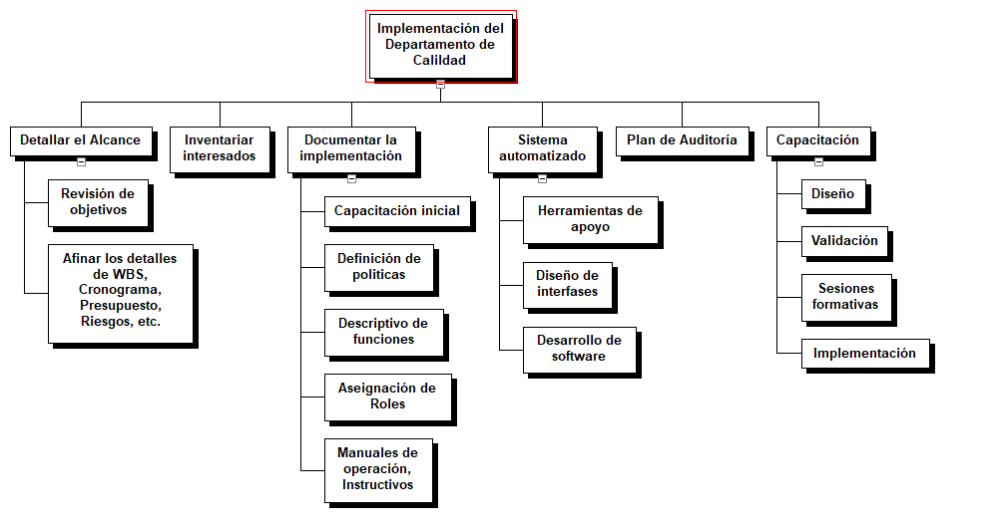 Implementación del
Departamento de
Calildad
Detallar el Alcance
Inventariar
interesados
Documentar la
implementación
Sistema
automatizado
Plan de Auditoría
Capacitación
Revisión de
objetivos
Afinar los detalles
de WBS,
Cronograma,
Presupuesto,
Riesgos, etc.
Capacitación inicial
Definición de
politicas
Descriptivo de
funciones
Aseignación de
Roles
Manuales de
operación,
Instructivos
Herramientas de
apoyo
Diseño de
interfases
Desarrollo de
software
Diseño
Validación
Sesiones
formativas
Implementación